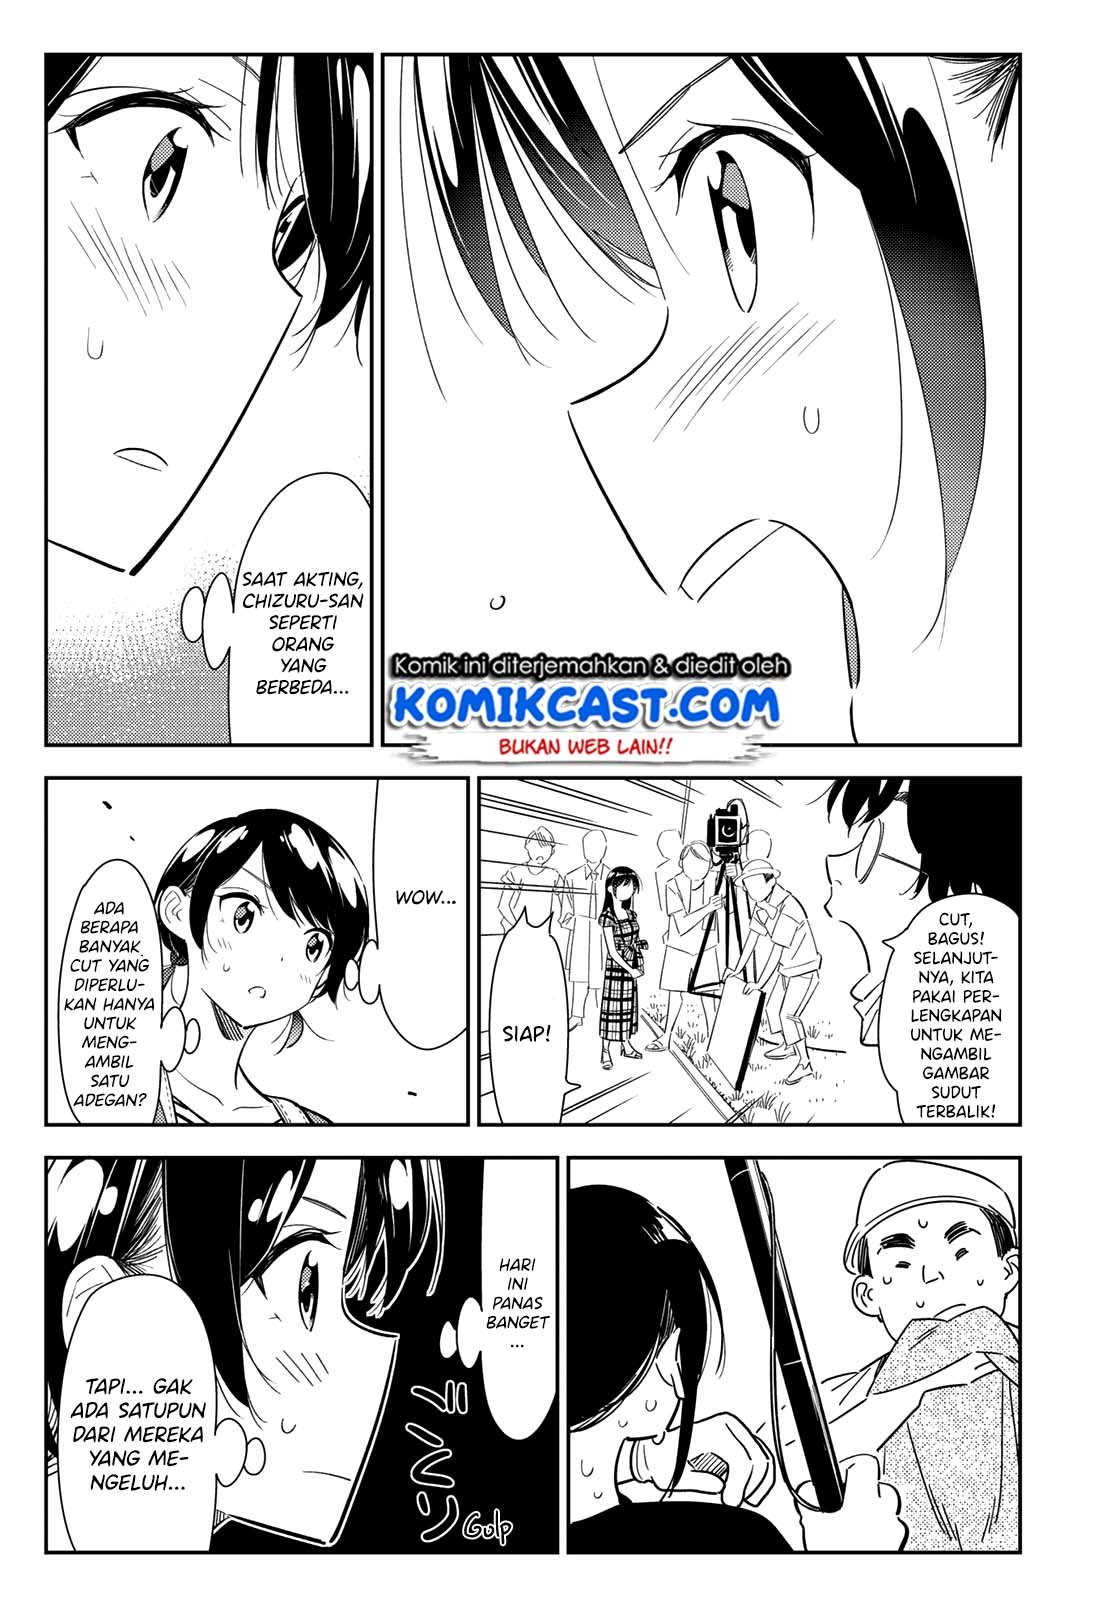 SAAT AKTING,
CHIZURU-SAN
SEPERTI
ORANG
YANG
BERBEDA...
Komik ini diterjemahkan & diedit oleh
KOMIKCAST.COM
BUKAN WEB LAIN!!
CUT,
BAGUS!
SELANJUT-
NYA, KITA
PAKAI PER-
LENGKAPAN
UNTUK ME-
NGAMBIL
GAMBAR
SUDUT
TERBALIK!
SIAP!
WOW...
ADA
BERAPA
BANYAK
CUT YANG
DIPERLU-
KAN HANYA
UNTUK
MENG-
AMBIL
SATU
ADEGAN?
HARI
INI
PANAS
BANGET
...
TAPI... GAK
ADA SATUPUN
DARI MEREKA
YANG ME-
NGELUH...
Golp